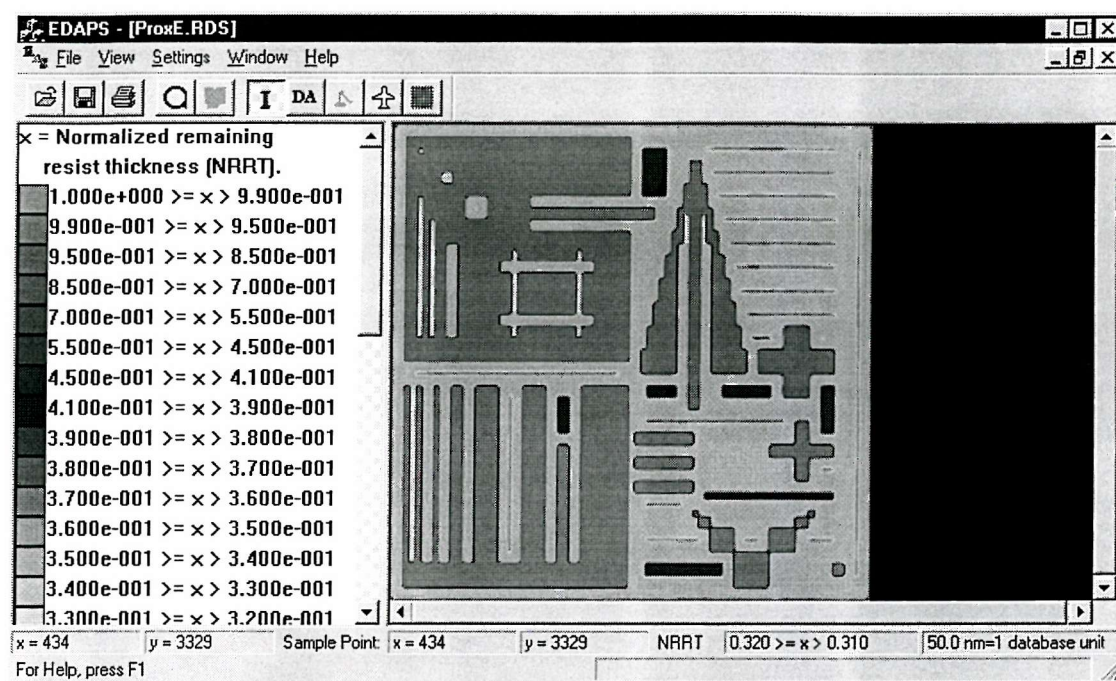 EDAPS - [ProxE.RDS]
File View Settings Window Help
I DA
x = Normalized remaining
resist thickness (NRRT).
1.000e+000 >= x > 9.900e-001
9.900e-001 >= x > 9.500e-001
9.500e-001 >= x > 8.500e-001
8.500e-001 >= x > 7.000e-001
7.000e-001 >= x > 5.500e-001
5.500e-001 >= x > 4.500e-001
4.500e-001 >= x > 4.100e-001
4.100e-001 >= x > 3.900e-001
3.900e-001 >= x > 3.800e-001
3.800e-001 >= x > 3.700e-001
3.700e-001 >= x > 3.600e-001
3.600e-001 >= x > 3.500e-001
3.500e-001 >= x > 3.400e-001
3.400e-001 >= x > 3.300e-001
3.300e-001 >= x > 3.200e-001
x = 434 y = 3329 Sample Point: x = 434 y = 3329 NRRT 0.320 >= x > 0.310 50.0 nm=1 database unit
For Help, press F1